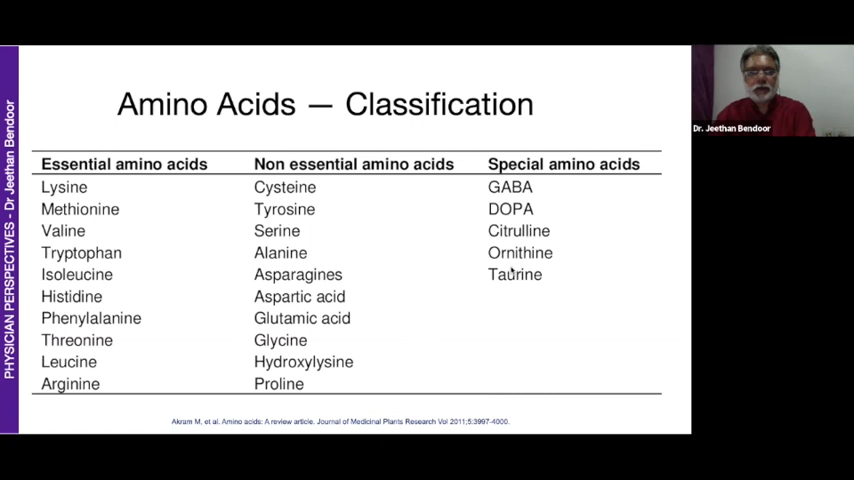 PHYSICIAN PERSPECTIVES - Dr Jeethan Bendoor
Amino Acids — Classification
Essential amino acids Non essential amino acids Special amino acids
Lysine Cysteine GABA
Methionine Tyrosine DOPA
Valine Serine Citrulline
Tryptophan Alanine Ornithine
Isoleucine Asparagines Taurine
Histidine Aspartic acid
Phenylalanine Glutamic acid
Threonine Glycine
Leucine Hydroxylysine
Arginine Proline
Akram M, et al. Amino acids: A review article. Journal of Medicinal Plants Research Vol 2011;5:3997-4000.
Dr. Jeethan Bendoor